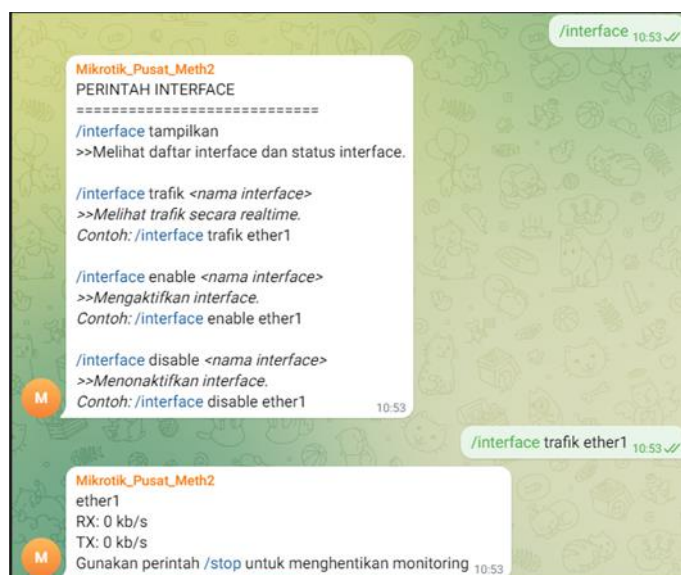 /interface 10:53
Mikrotik_Pusat_Meth2
PERINTAH INTERFACE
============================
/interface tampilkan
>>Melihat daftar interface dan status interface.
/interface trafik <nama interface>
>>Melihat trafik secara realtime.
Contoh: /interface trafik ether1
/interface enable <nama interface>
>>Mengaktifkan interface.
Contoh: /interface enable ether1
/interface disable <nama interface>
>>Menonaktifkan interface.
M
Contoh: /interface disable ether1 10:53
/interface trafik ether1 10:53
Mikrotik_Pusat_Meth2
ether1
RX: 0 kb/s
TX: 0 kb/s
M
Gunakan perintah /stop untuk menghentikan monitoring 10:53